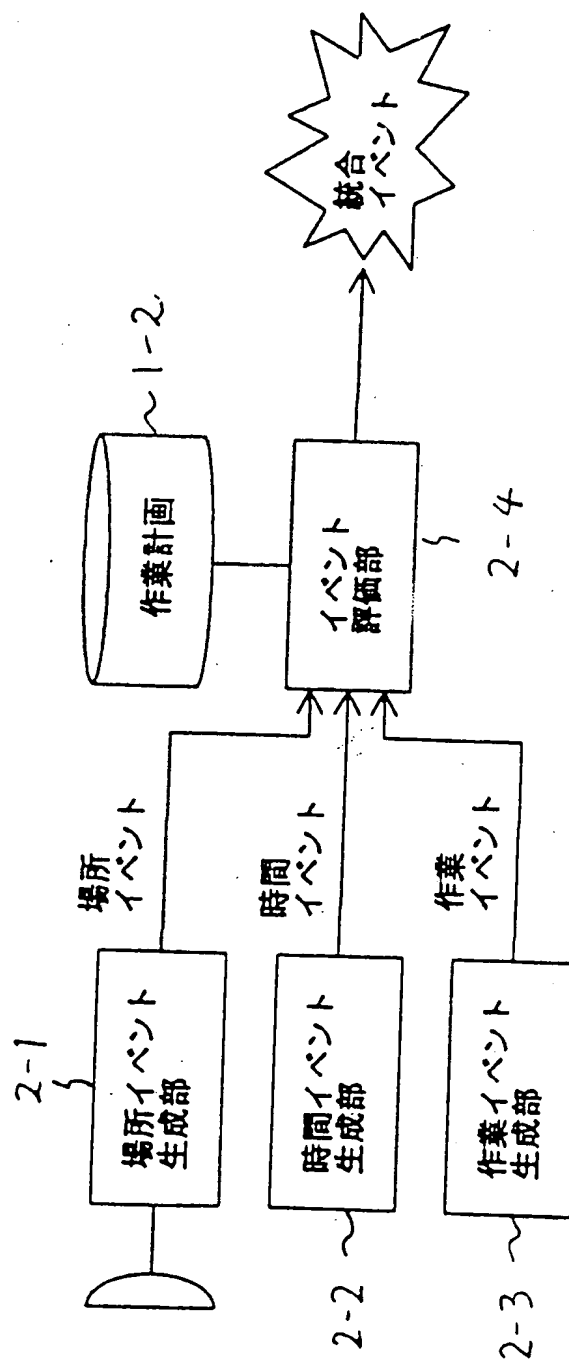 2-1
場所イベント
生成部
場所
イベント
2-2
時間イベント
生成部
時間
イベント
2-3
作業イベント
生成部
作業
イベント
作業計画
1-2
イベント
評価部
2-4
統合
イベント